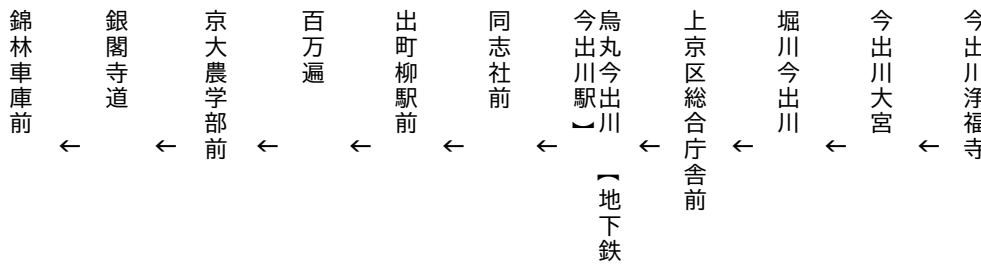 今出川浄福寺
←
今出川大宮
←
堀川今出川
←
上京区総合庁舎前
←
烏丸今出川 【地下鉄
今出川駅】
←
同志社前
←
出町柳駅前
←
百万遍
←
京大農学部前
←
銀閣寺道
←
錦林車庫前